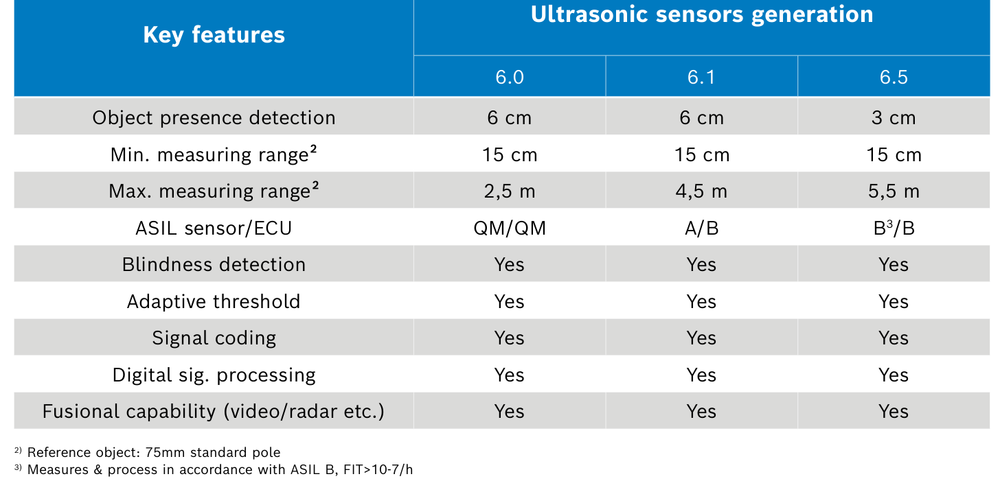 Key features
Ultrasonic sensors generation
6.0 6.1 6.5
Object presence detection 6 cm 6 cm 3 cm
Min. measuring range² 15 cm 15 cm 15 cm
Max. measuring range² 2,5 m 4,5 m 5,5 m
ASIL sensor/ECU QM/QM A/B B³/B
Blindness detection Yes Yes Yes
Adaptive threshold Yes Yes Yes
Signal coding Yes Yes Yes
Digital sig. processing Yes Yes Yes
Fusional capability (video/radar etc.) Yes Yes Yes
²⁾ Reference object: 75mm standard pole
³⁾ Measures & process in accordance with ASIL B, FIT>10-7/h